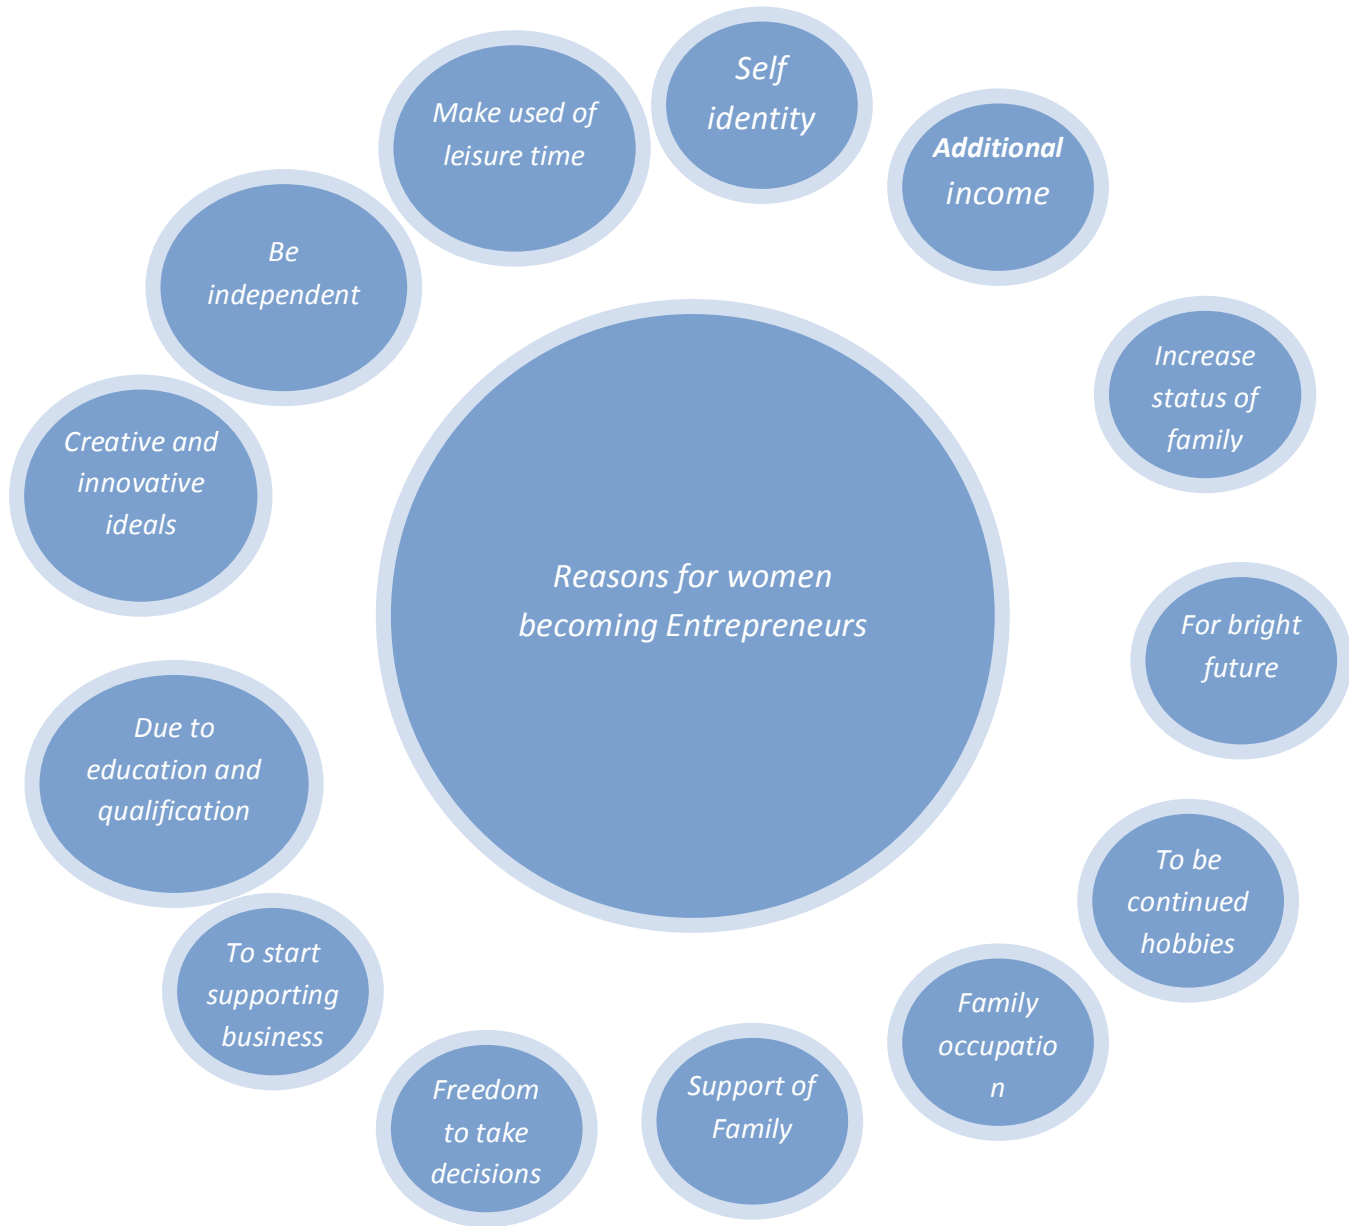 Self
identity
Make used of
leisure time
Additional
income
Be
independent
Increase
status of
family
Creative and
innovative
ideals
Reasons for women
becoming Entrepreneurs
For bright
future
Due to
education and
qualification
To be
continued
hobbies
To start
supporting
business
Family
occupatio
n
Support of
Family
Freedom
to take
decisions